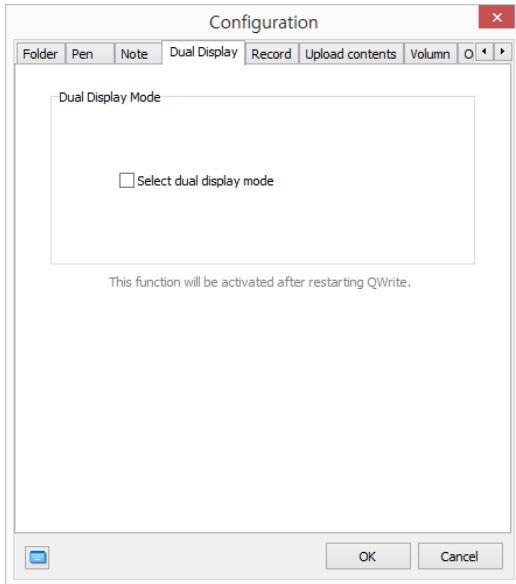 Configuration
Folder Pen Note Dual Display Record Upload contents Volumn O
Dual Display Mode
Select dual display mode
This function will be activated after restarting QWrite.
OK Cancel